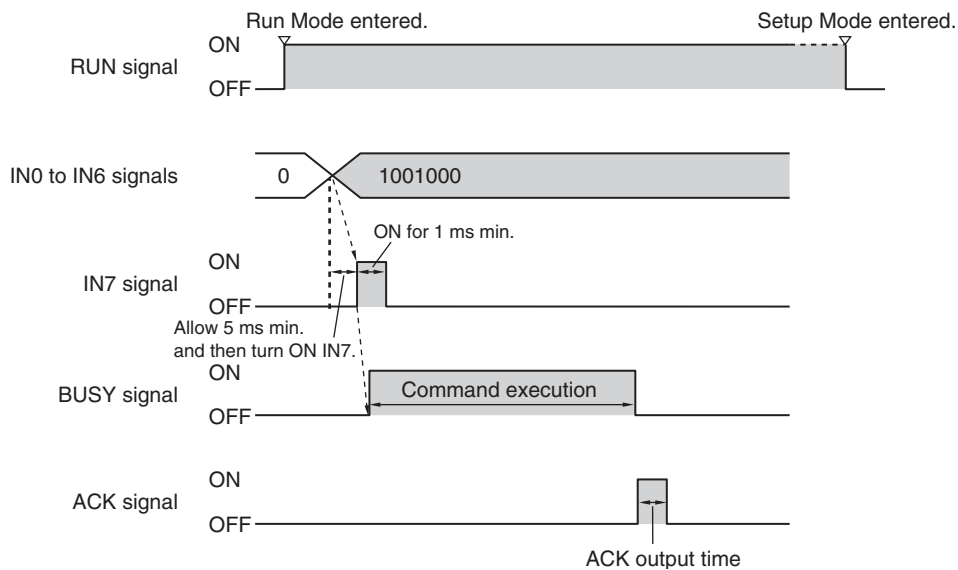 Run Mode entered.
Setup Mode entered.
ON
RUN signal
OFF
IN0 to IN6 signals
0
1001000
ON for 1 ms min.
ON
IN7 signal
OFF
Allow 5 ms min.
and then turn ON IN7.
ON
BUSY signal
Command execution
OFF
ON
ACK signal
OFF
ACK output time